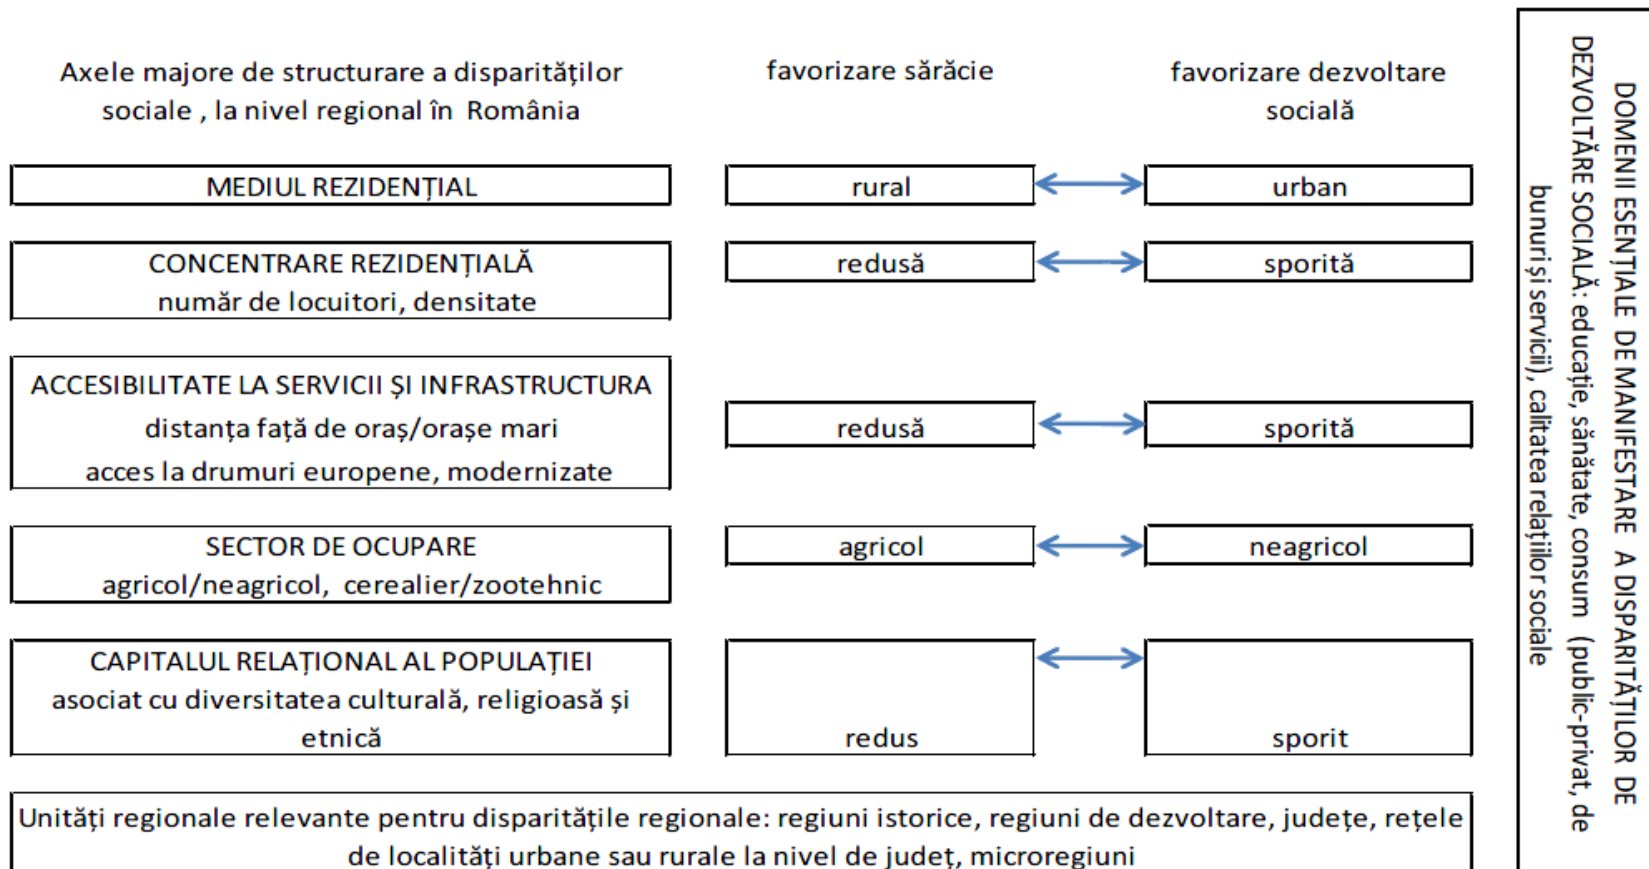 Axele majore de structurare a disparităților
sociale , la nivel regional în România
favorizare sărăcie
favorizare dezvoltare
socială
MEDIUL REZIDENȚIAL
rural
urban
CONCENTRARE REZIDENȚIALĂ
număr de locuitori, densitate
redusă
sporită
ACCESIBILITATE LA SERVICII ȘI INFRASTRUCTURA
distanța față de oraș/orașe mari
acces la drumuri europene, modernizate
redusă
sporită
SECTOR DE OCUPARE
agricol/neagricol, cerealier/zootehnic
agricol
neagricol
CAPITALUL RELAȚIONAL AL POPULAȚIEI
asociat cu diversitatea culturală, religioasă și
etnică
redus
sporit
Unități regionale relevante pentru disparitățile regionale: regiuni istorice, regiuni de dezvoltare, județe, rețele
de localități urbane sau rurale la nivel de județ, microregiuni
DOMENII ESENȚIALE DE MANIFESTARE A DISPARITĂȚILOR DE
DEZVOLTĂRE SOCIALĂ: educație, sănătate, consum (public-privat, de
bunuri și servicii), calitatea relațiilor sociale